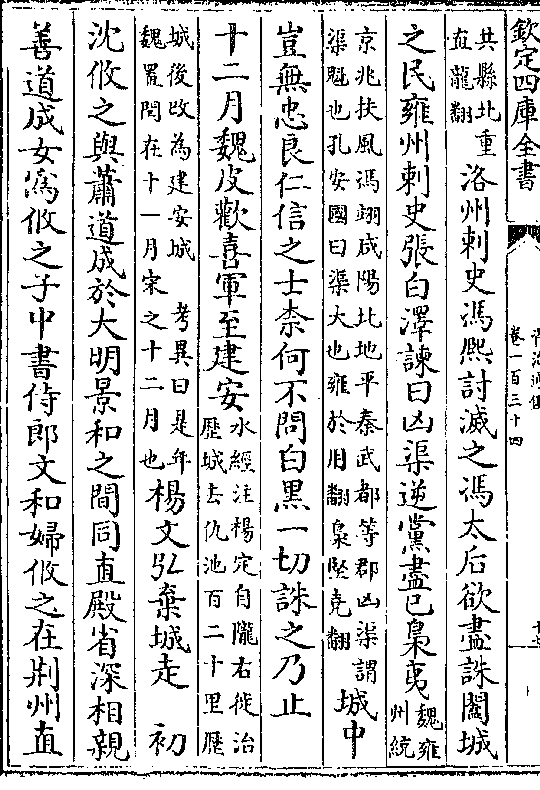 欽定四庫全書
卷一百三十四
共縣北重直龍翻洛州刺史馮熙討滅之馮太后欲盡誅闔城
之民雍州刺史張白澤諫曰凶渠逆黨盡已梟夷魏雍州統
京兆扶風馮翊咸陽北地平秦武都等郡凶渠謂渠魁也孔安國曰渠大也雍於用翻梟堅堯翻城中
豈無忠良仁信之士柰何不問白黑一切誅之乃止
十二月魏皮歡喜軍至建安水經注楊定自隴右徙治歷城去仇池百二十里歷
城後改為建安城考異曰是年魏置閏在十一月宋之十二月也楊文弘棄城走初
沈攸之與蕭道成於大明景和之間同直殿省深相親
善道成女為攸之子中書侍郎文和婦攸之在荆州直